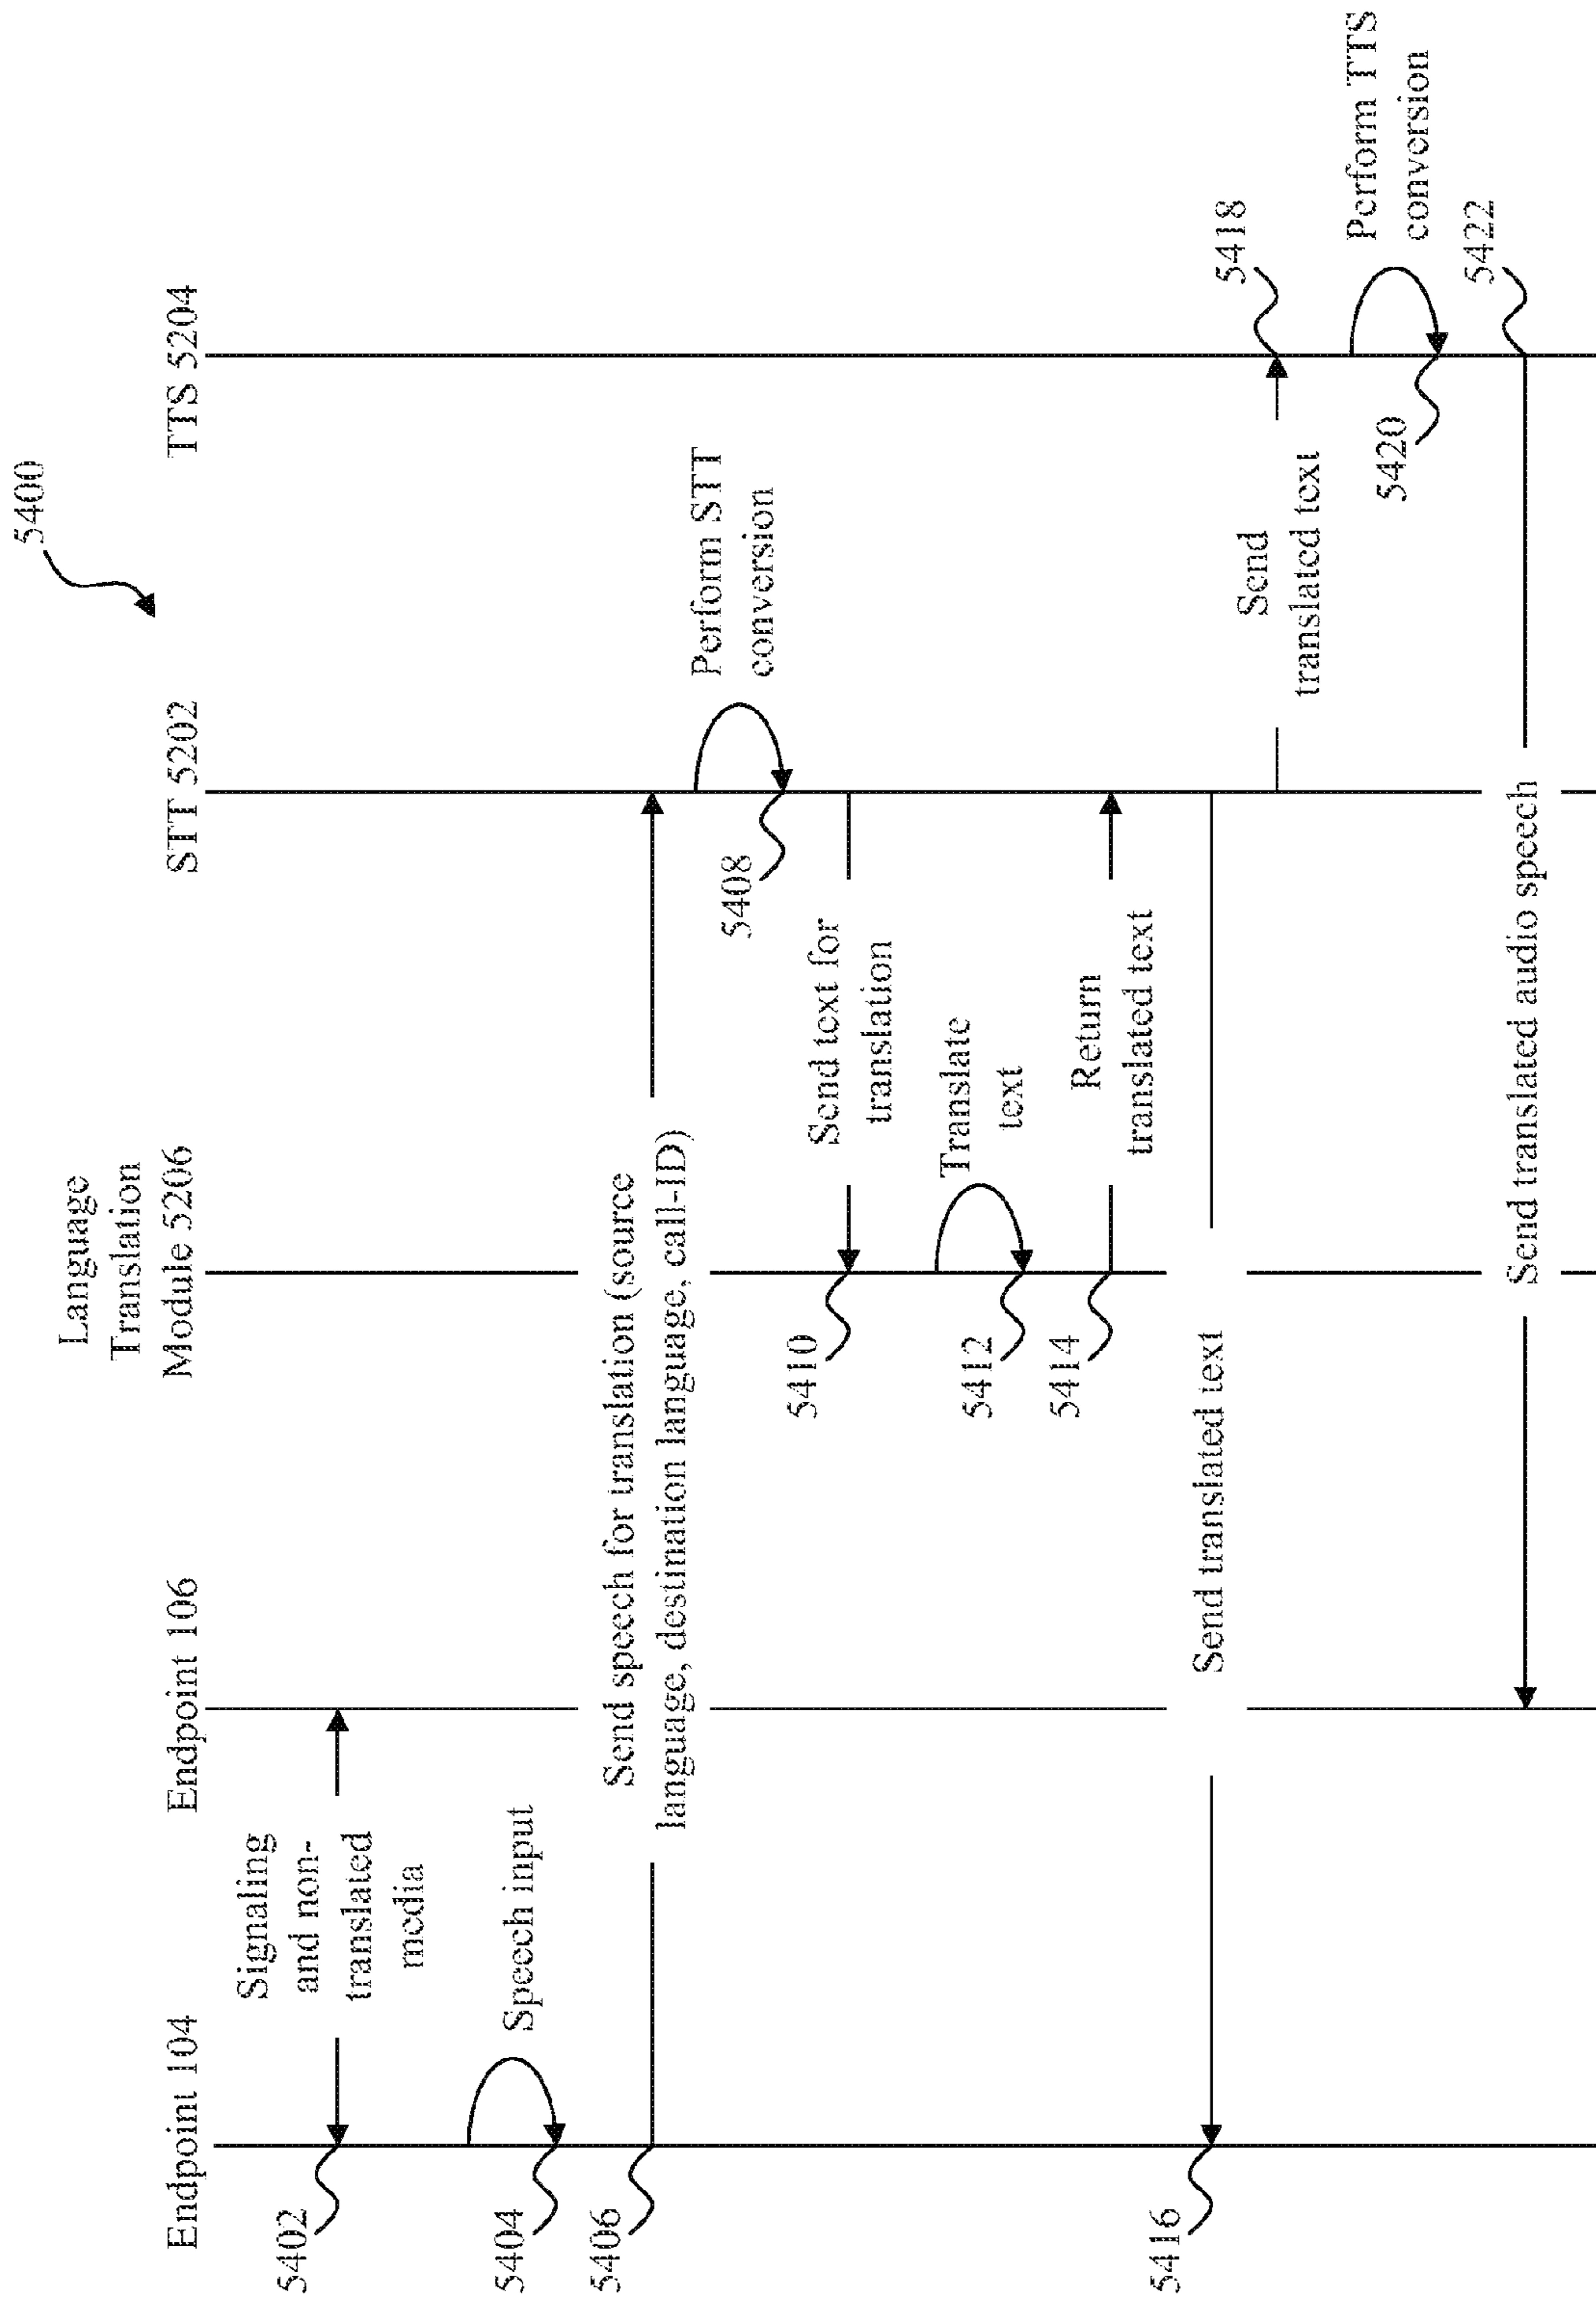 5400
Endpoint 104
Endpoint 106
Language
Translation
Module 5206
STT 5202
TTS 5204
5402
Signaling
and non-
translated
media
5404
Speech input
5406
Send speech for translation (source
language, destination language, call-ID)
5408
Perform STT
conversion
5410
Send text for
translation
5412
Translate
text
5414
Return
translated text
5416
Send translated text
5418
Send
translated text
5420
Perform TTS
conversion
5422
Send translated audio speech